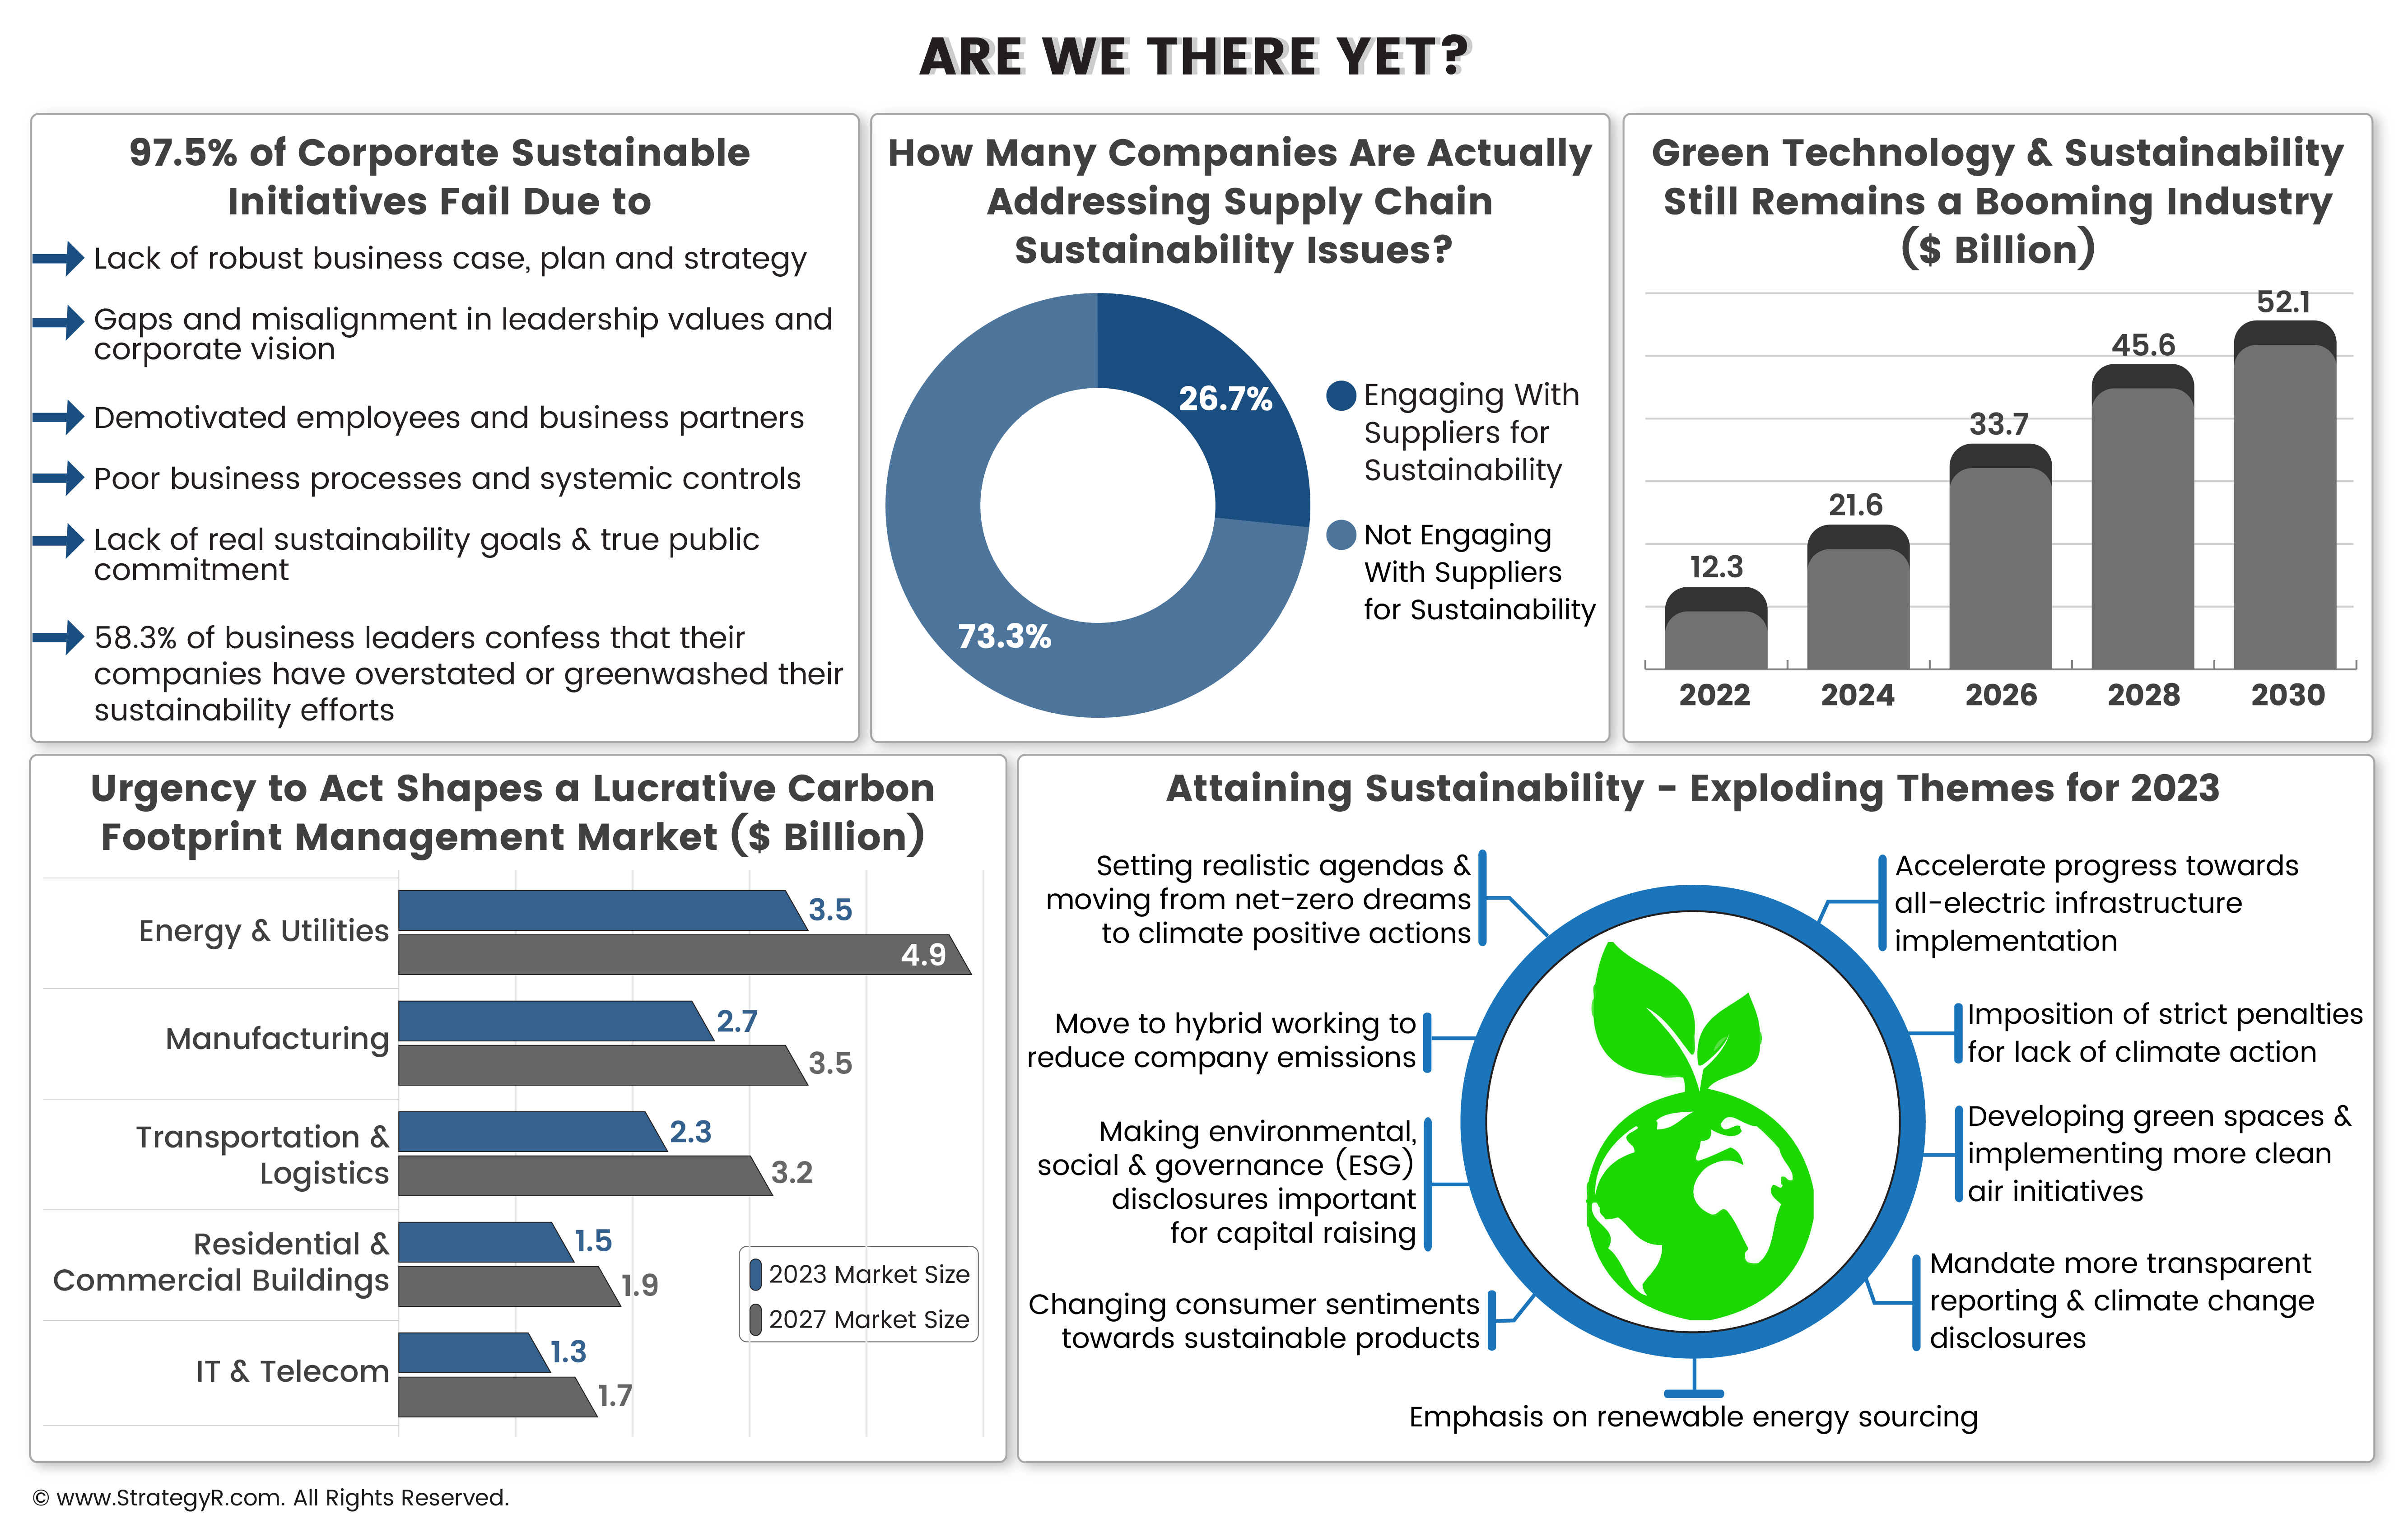 ARE WE THERE YET?
97.5% of Corporate Sustainable
Initiatives Fail Due to
Lack of robust business case, plan and strategy
Gaps and misalignment in leadership values and
corporate vision
Demotivated employees and business partners
Poor business processes and systemic controls
Lack of real sustainability goals & true public
commitment
58.3% of business leaders confess that their
companies have overstated or greenwashed their
sustainability efforts
How Many Companies Are Actually
Addressing Supply Chain
Sustainability Issues?
26.7%
73.3%
Engaging With
Suppliers for
Sustainability
Not Engaging
With Suppliers
for Sustainability
Green Technology & Sustainability
Still Remains a Booming Industry
($ Billion)
12.3
21.6
33.7
45.6
52.1
2022 2024 2026 2028 2030
Urgency to Act Shapes a Lucrative Carbon
Footprint Management Market ($ Billion)
Energy & Utilities
3.5
4.9
Manufacturing
2.7
3.5
Transportation &
Logistics
2.3
3.2
Residential &
Commercial Buildings
1.5
1.9
IT & Telecom
1.3
1.7
2023 Market Size
2027 Market Size
Attaining Sustainability - Exploding Themes for 2023
Setting realistic agendas &
moving from net-zero dreams
to climate positive actions
Move to hybrid working to
reduce company emissions
Making environmental,
social & governance (ESG)
disclosures important
for capital raising
Changing consumer sentiments
towards sustainable products
Accelerate progress towards
all-electric infrastructure
implementation
Imposition of strict penalties
for lack of climate action
Developing green spaces &
implementing more clean
air initiatives
Mandate more transparent
reporting & climate change
disclosures
Emphasis on renewable energy sourcing
© www.StrategyR.com. All Rights Reserved.